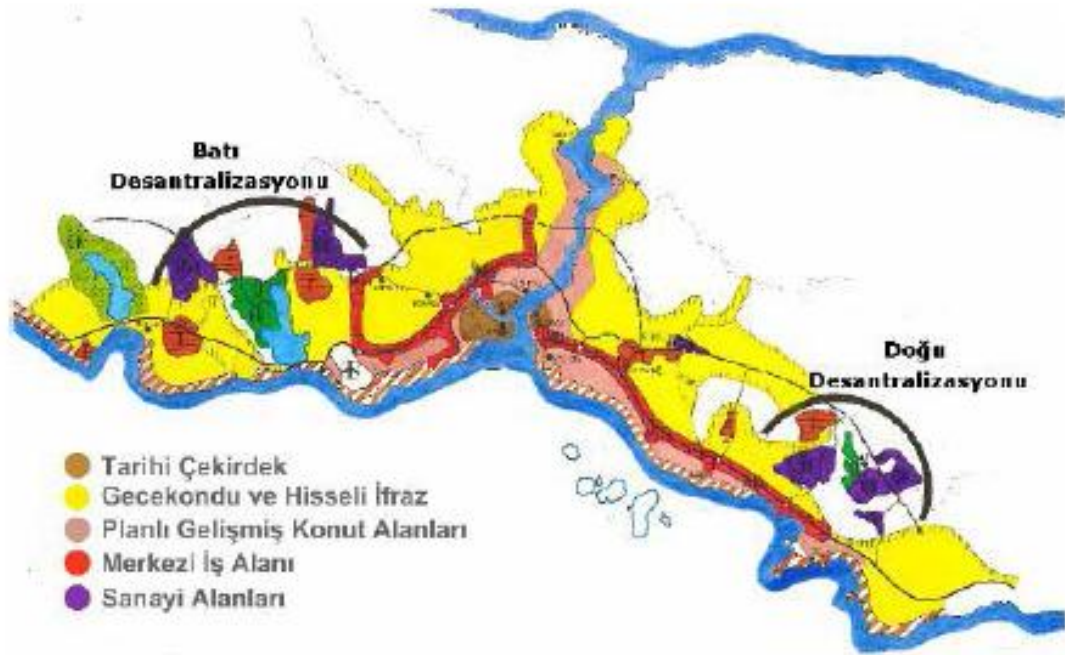 Batı
Desantralizasyonu
Doğu
Desantralizasyonu
Tarihi Çekirdek
Gecekondu ve Hisseli İfraz
Planlı Gelişmiş Konut Alanları
Merkezi İş Alanı
Sanayi Alanları